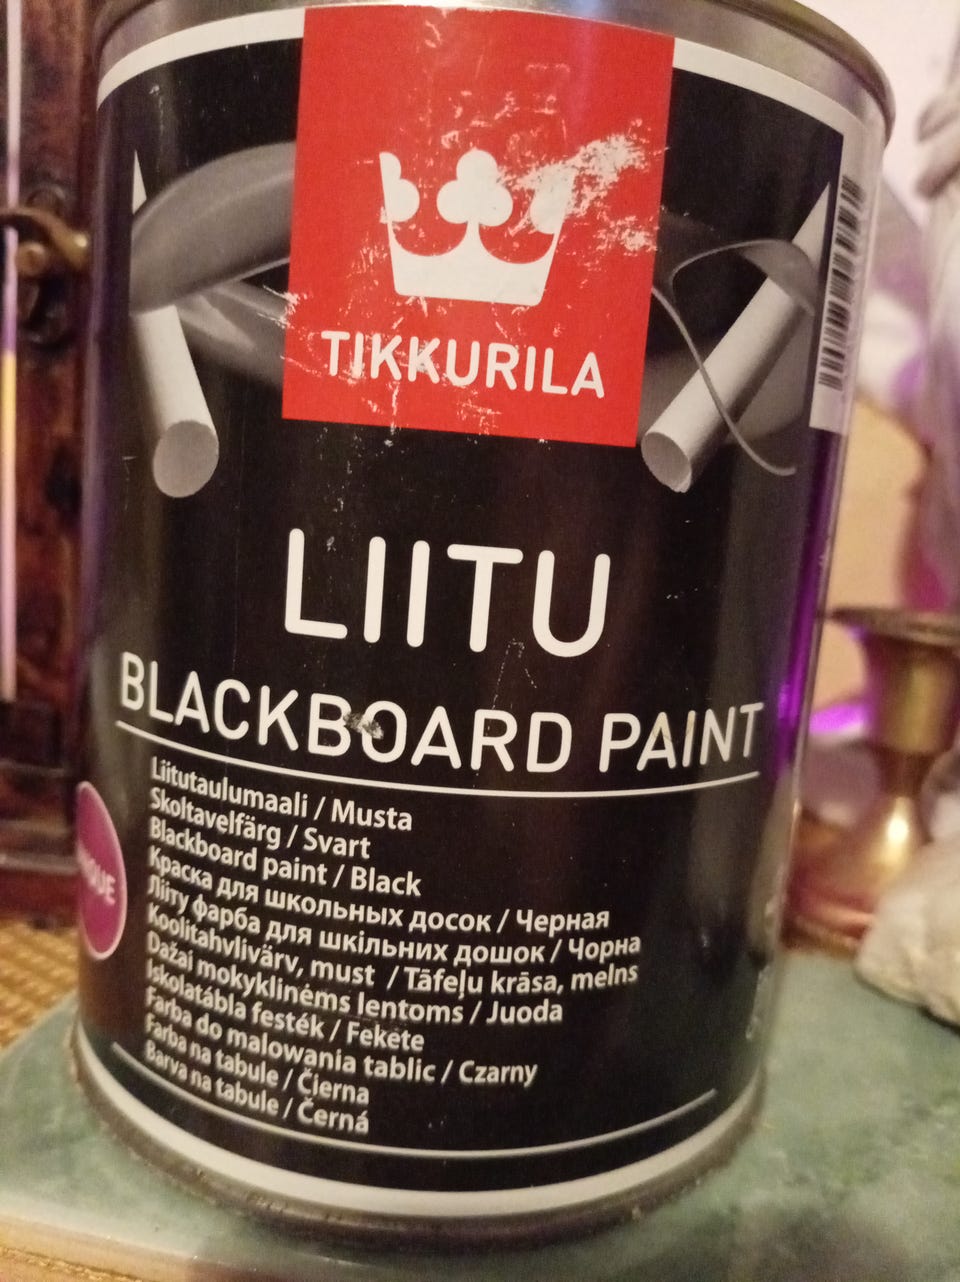 TIKKURILA
LIITU
BLACKBOARD PAINT
Liitutaulumaali / Musta
Skoltavelfärg / Svart
Blackboard paint / Black
Краска для школьных досок / Черная
Лііту фарба для шкільних дошок / Чорна
Koolitahvlivärv, must / Tāfeļu krāsa, melns
Dažai mokyklinėms lentoms / Juoda
Iskolatábla festék / Fekete
Farba do malowania tablic / Czarny
Farba na tabule / Čierna
Barva na tabule / Černá